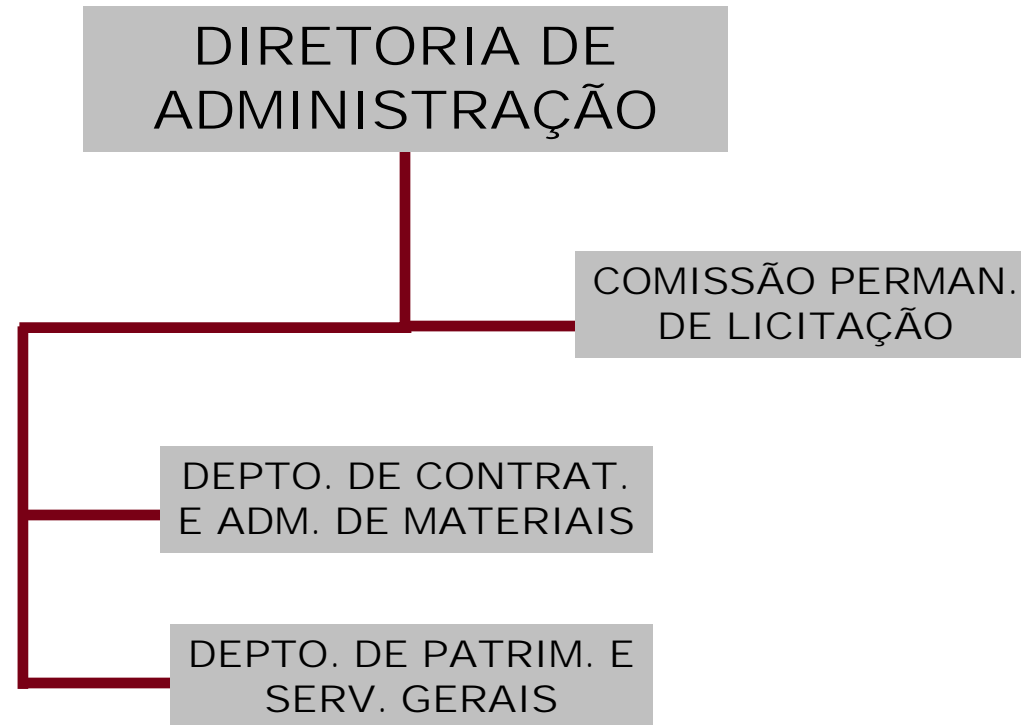 DIRETORIA DE
ADMINISTRAÇÃO
COMISSÃO PERMAN.
DE LICITAÇÃO
DEPTO. DE CONTRAT.
E ADM. DE MATERIAIS
DEPTO. DE PATRIM. E
SERV. GERAIS